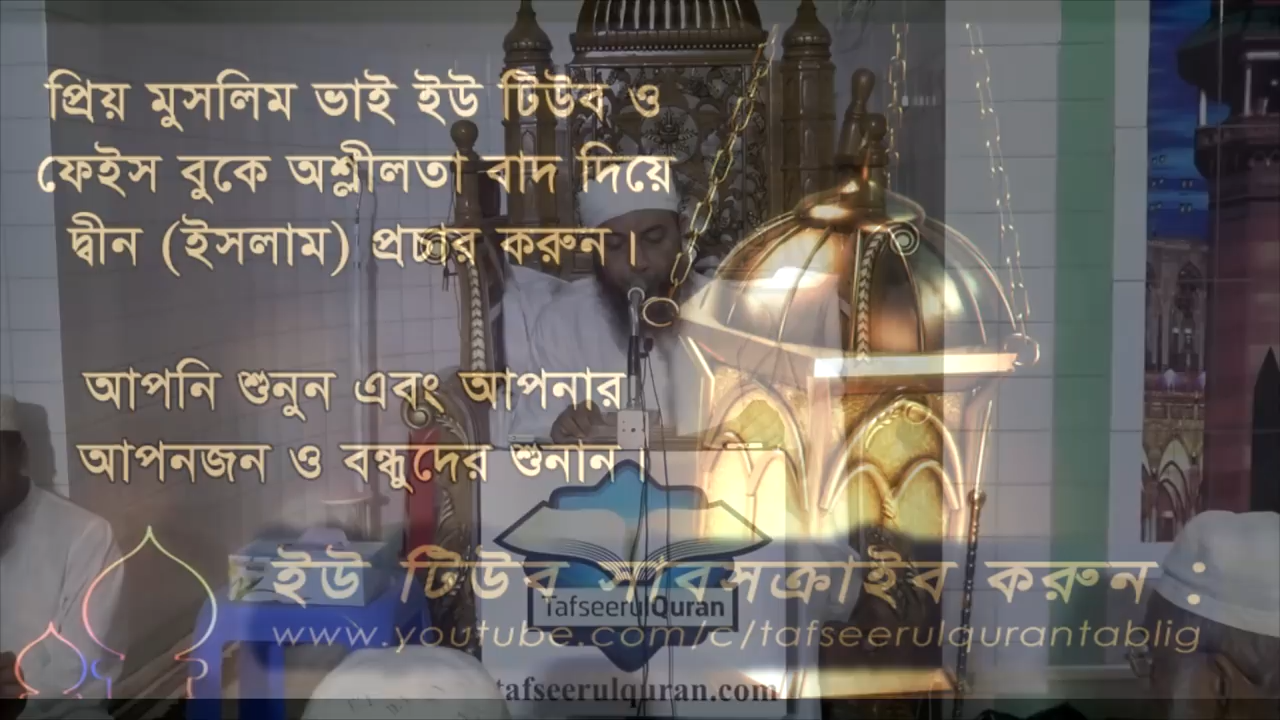 প্রিয় মুসলিম ভাই ইউ টিউব ও
ফেইস বুকে অশ্লীলতা বাদ দিয়ে
দ্বীন (ইসলাম) প্রচার করুন।
আপনি শুনুন এবং আপনার
আপনজন ও বন্ধুদের শুনান।
ইউ টিউব সাবসক্রাইব করুন :
TafseerulQuran
www.youtube.com/c/tafseerulqurantablig
tafseerulquran.com